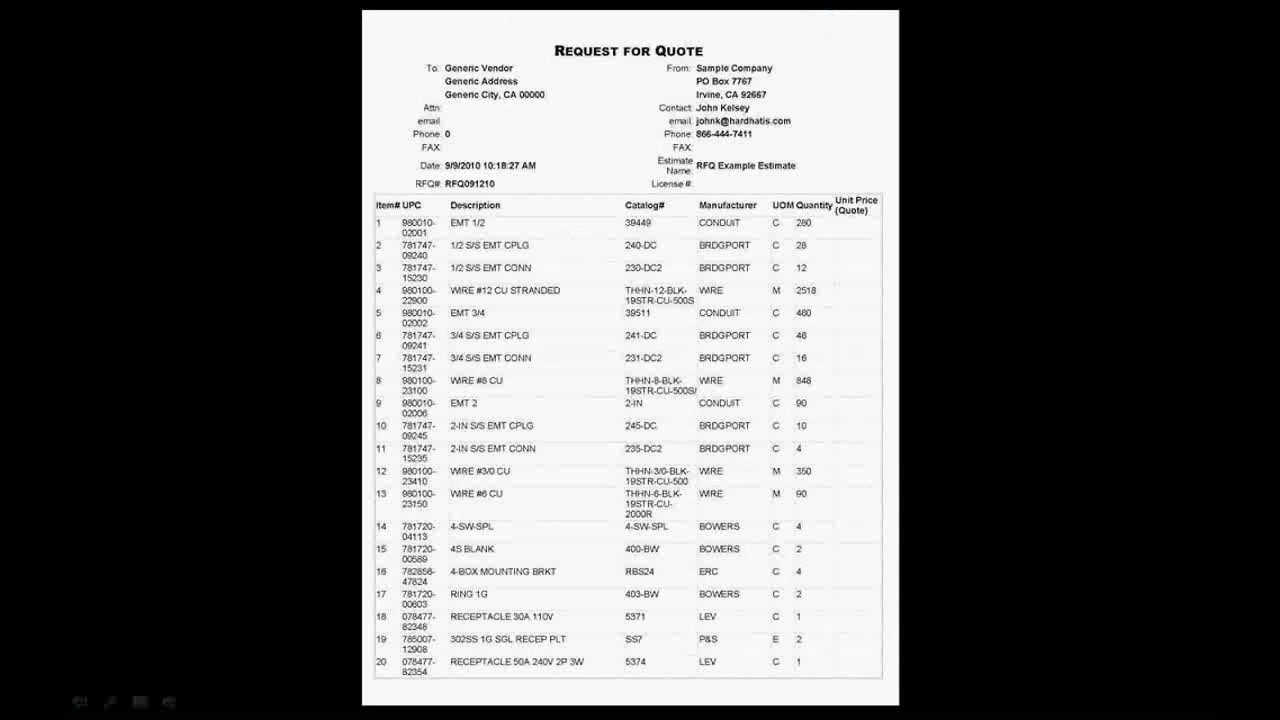 REQUEST FOR QUOTE
To: Generic Vendor From: Sample Company
Generic Address PO Box 7767
Generic City, CA 00000 Irvine, CA 92667
Attn: Contact: John Kelsey
email: email: johnk@hardhatis.com
Phone: 0 Phone: 866-444-7411
FAX: FAX:
Date: 9/9/2010 10:18:27 AM Estimate Name: RFQ Example Estimate
RFQ#: RFQ091210 License #:
Item# UPC Description Catalog# Manufacturer UOM Quantity Unit Price (Quote)
1 980010-02001 EMT 1/2 39449 CONDUIT C 280
2 781747-09240 1/2 S/S EMT CPLG 240-DC BRDGPORT C 28
3 781747-15230 1/2 S/S EMT CONN 230-DC2 BRDGPORT C 12
4 980100-22900 WIRE #12 CU STRANDED THHN-12-BLK-19STR-CU-500S WIRE M 2518
5 980010-02002 EMT 3/4 39511 CONDUIT C 460
6 781747-09241 3/4 S/S EMT CPLG 241-DC BRDGPORT C 46
7 781747-15231 3/4 S/S EMT CONN 231-DC2 BRDGPORT C 16
8 980100-23100 WIRE #8 CU THHN-8-BLK-19STR-CU-500S/ WIRE M 848
9 980010-02006 EMT 2 2-IN CONDUIT C 90
10 781747-09245 2-IN S/S EMT CPLG 245-DC BRDGPORT C 10
11 781747-15235 2-IN S/S EMT CONN 235-DC2 BRDGPORT C 4
12 980100-23410 WIRE #3/0 CU THHN-3/0-BLK-19STR-CU-500 WIRE M 350
13 980100-23150 WIRE #6 CU THHN-6-BLK-19STR-CU-2000R WIRE M 90
14 781720-04113 4-SW-SPL 4-SW-SPL BOWERS C 4
15 781720-00589 4S BLANK 400-BW BOWERS C 2
16 782856-47824 4-BOX MOUNTING BRKT RBS24 ERC C 4
17 781720-00603 RING 1G 403-BW BOWERS C 2
18 078477-82348 RECEPTACLE 30A 110V 5371 LEV C 1
19 785007-12908 302SS 1G SGL RECEP PLT SS7 P&S E 2
20 078477-82354 RECEPTACLE 50A 240V 2P 3W 5374 LEV C 1